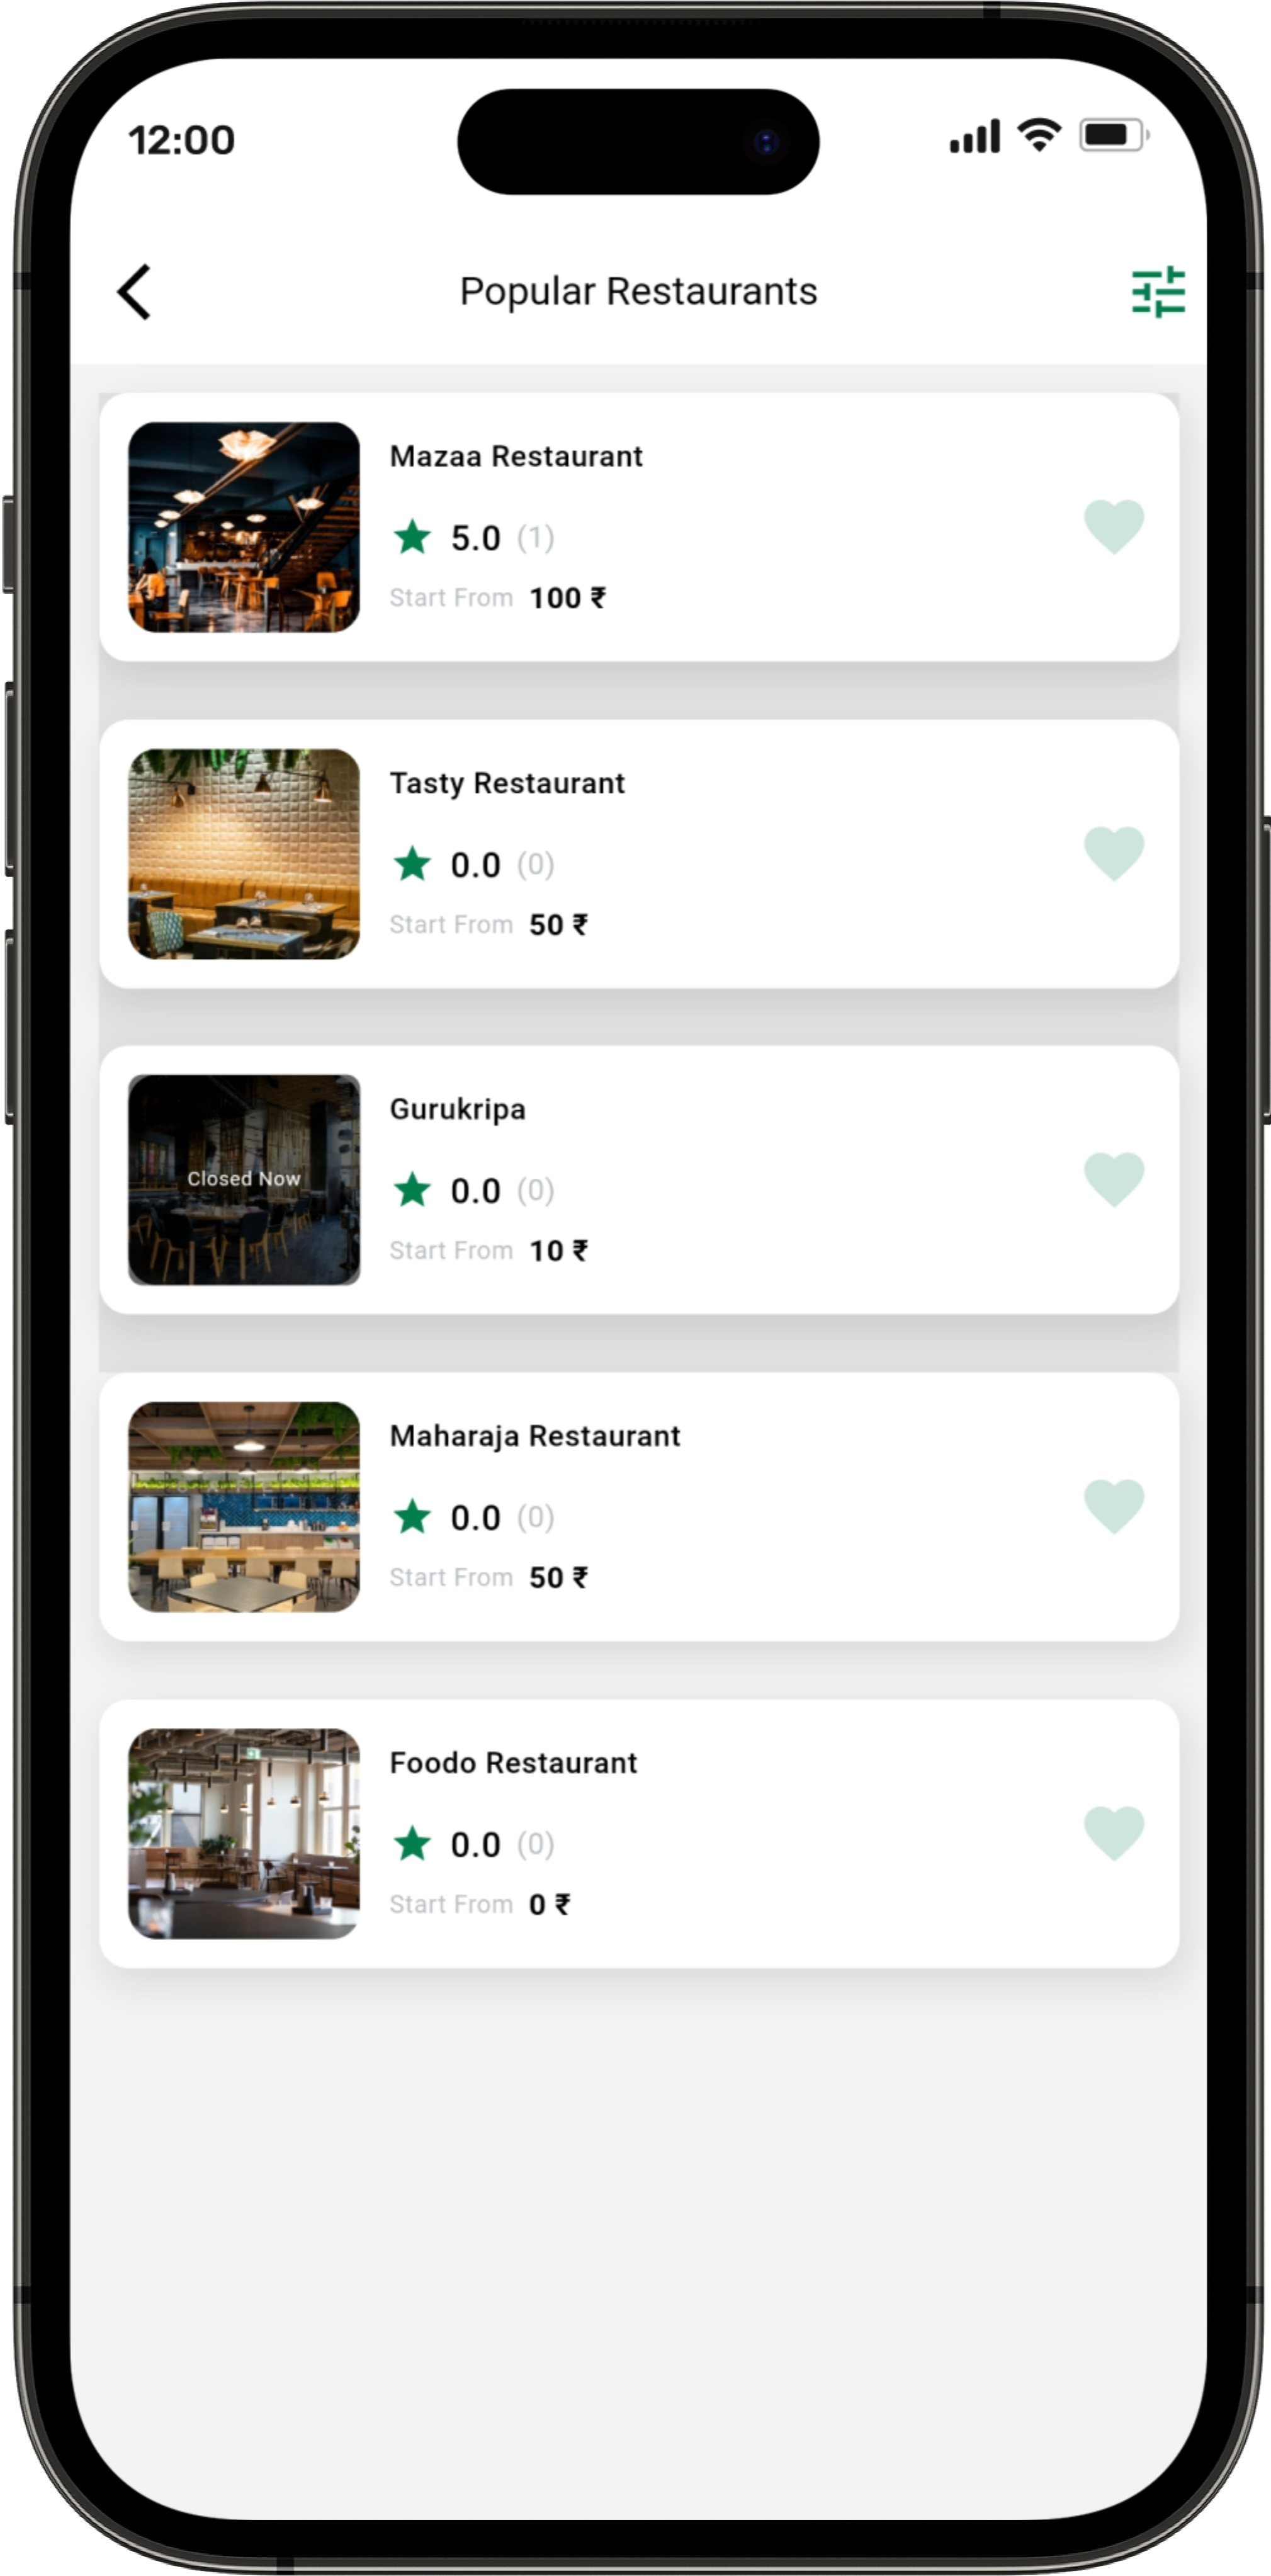 12:00
Popular Restaurants
Mazaa Restaurant
5.0 (1)
Start From 100 ₹
Tasty Restaurant
0.0 (0)
Start From 50 ₹
Closed Now
Gurukripa
0.0 (0)
Start From 10 ₹
Maharaja Restaurant
0.0 (0)
Start From 50 ₹
Foodo Restaurant
0.0 (0)
Start From 0 ₹